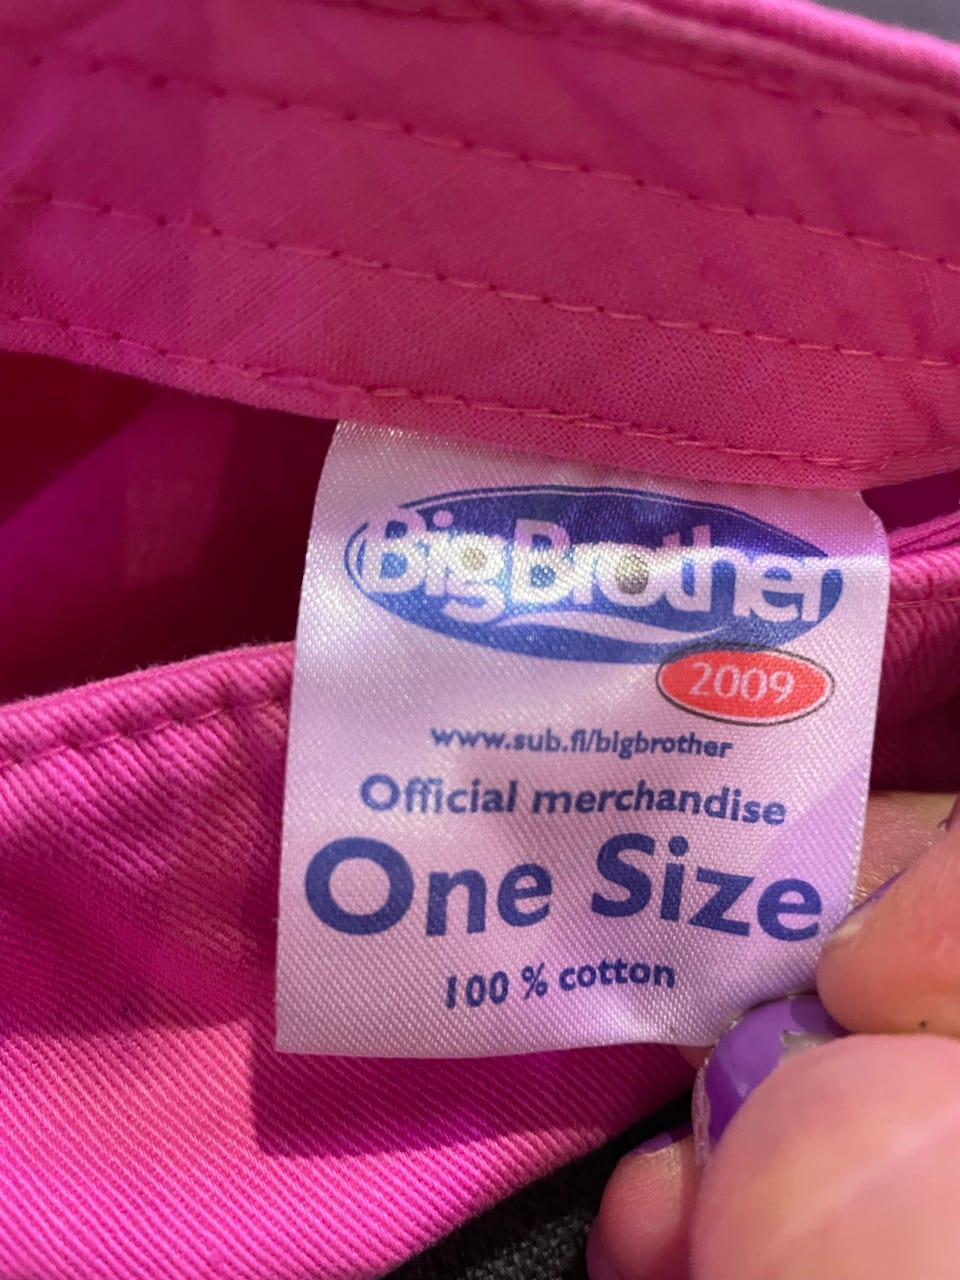 BigBrother
2009
www.sub.fi/bigbrother
Official merchandise
One Size
100 % cotton